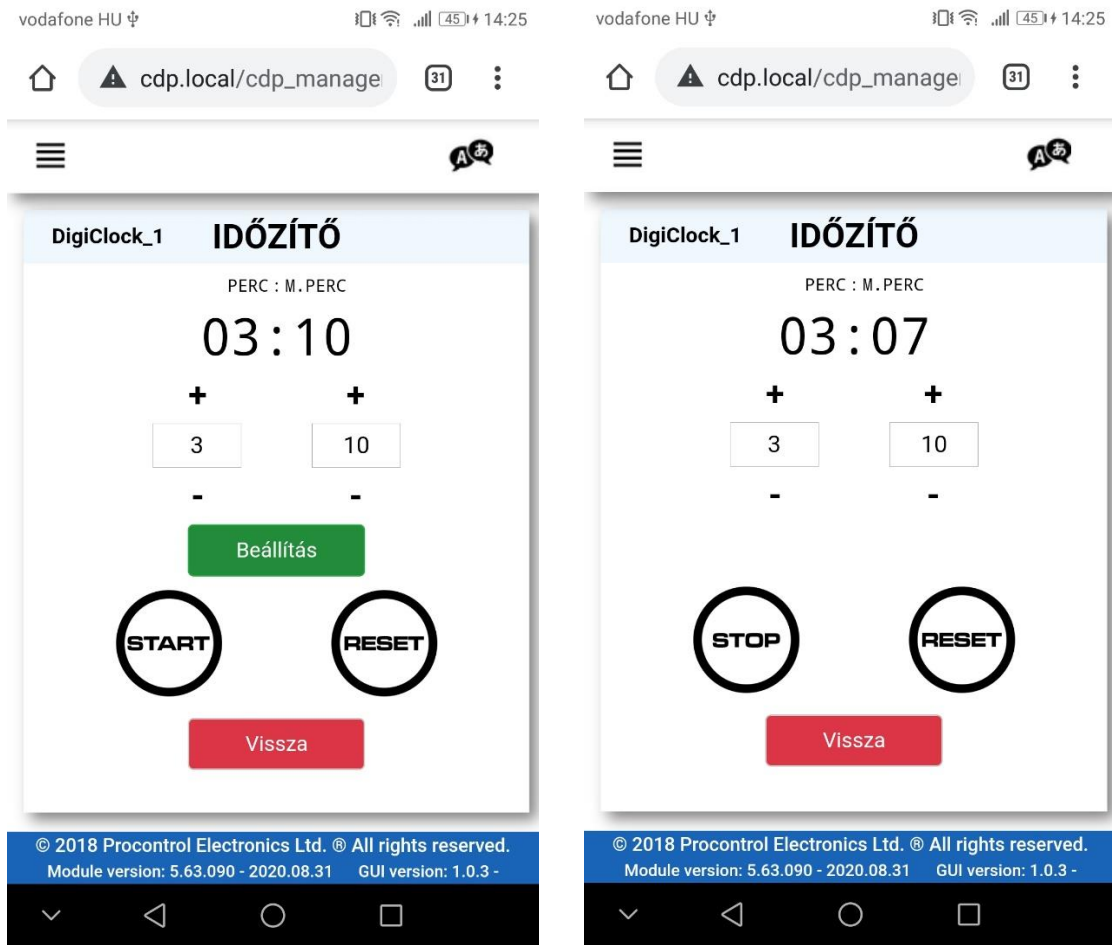 vodafone HU 45 14:25
cdp.local/cdp_manage 31
A あ
DigiClock_1 IDŐZÍTŐ
PERC : M.PERC
03:10
+ +
3 10
- -
Beállítás
START RESET
Vissza
© 2018 Procontrol Electronics Ltd. ® All rights reserved.
Module version: 5.63.090 - 2020.08.31 GUI version: 1.0.3 -
vodafone HU 45 14:25
cdp.local/cdp_manage 31
A あ
DigiClock_1 IDŐZÍTŐ
PERC : M.PERC
03:07
+ +
3 10
- -
STOP RESET
Vissza
© 2018 Procontrol Electronics Ltd. ® All rights reserved.
Module version: 5.63.090 - 2020.08.31 GUI version: 1.0.3 -